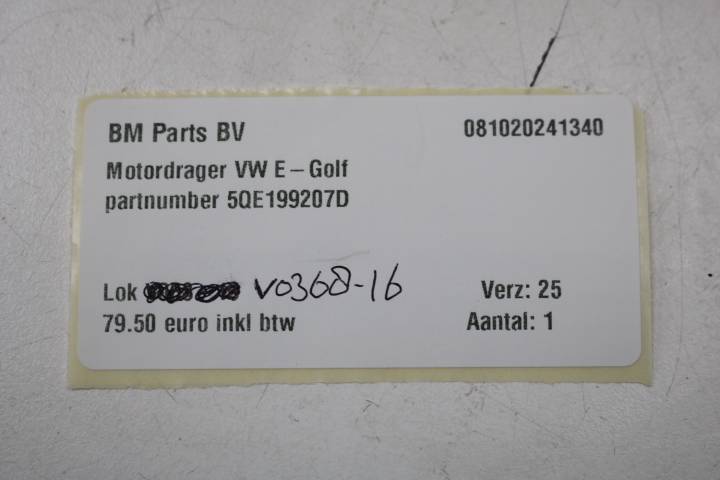 BM Parts BV 081020241340
Motordrager VW E-Golf
partnumber 5QE199207D
Lok V0368-16 Verz: 25
79.50 euro inkl btw Aantal: 1